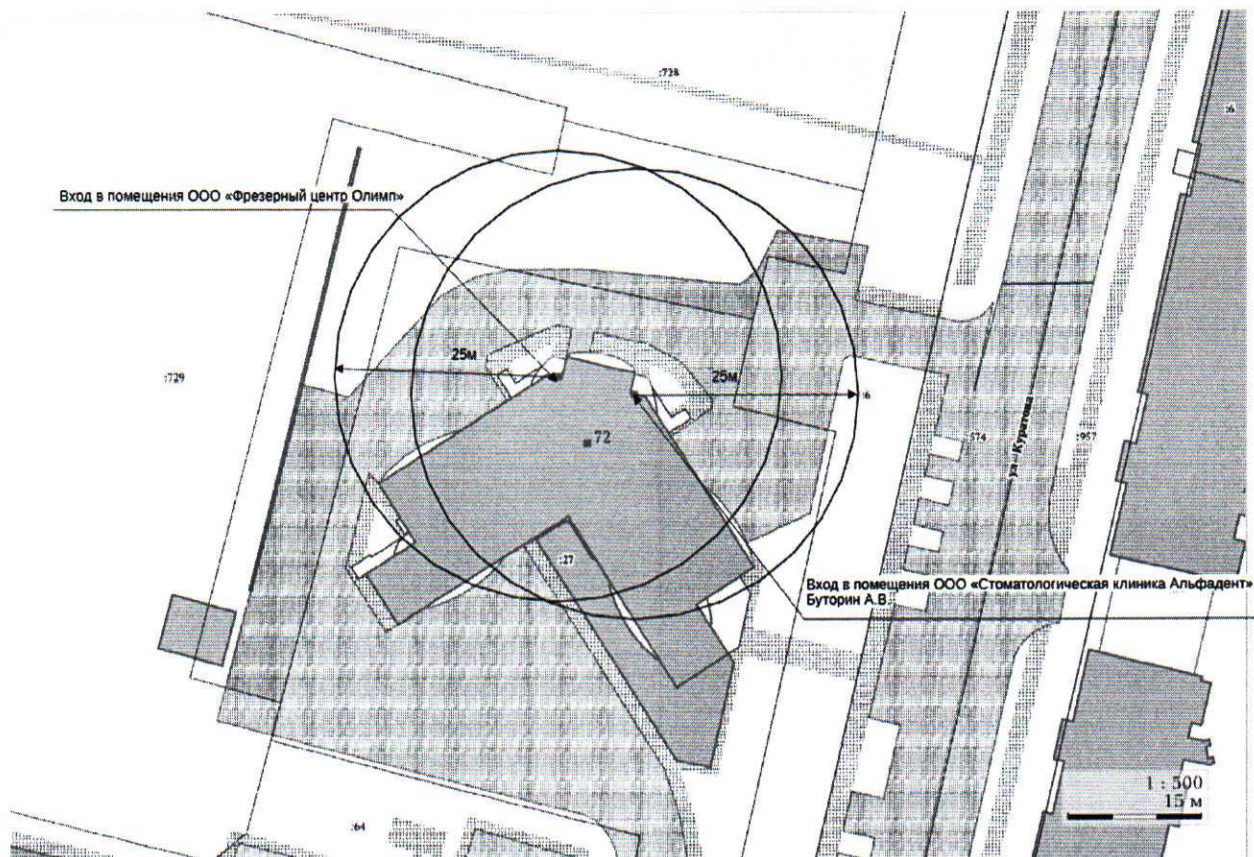 :728
:6
Вход в помещения ООО «Фрезерный центр Олимп»
25м
:729
25м
:6
72
574
:957
ул. Куратова
:27
Вход в помещения ООО «Стоматологическая клиника Альфадент»
Буторин А.В.
1 : 500
15 м
:64